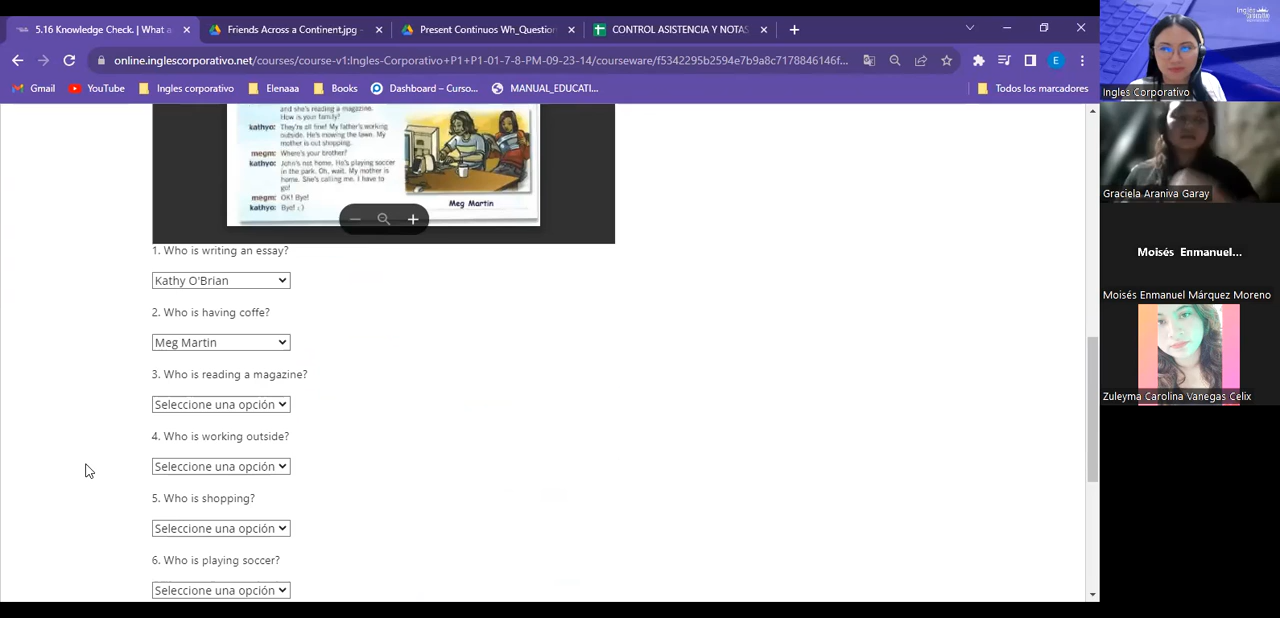 5.16 Knowledge Check. | What a
Friends Across a Continent.jpg -
Present Continuos Wh_Question
CONTROL ASISTENCIA Y NOTAS
online.inglescorporativo.net/courses/course-v1:Ingles-Corporativo+P1+P1-01-7-8-PM-09-23-14/courseware/f5342295b2594e7b9a8c7178846146f...
E
Gmail
YouTube
Ingles corporativo
Elenaaa
Books
Dashboard – Curso...
MANUAL_EDUCATI...
Todos los marcadores
and she's reading a magazine.
How is your family?
kathyo: They're all fine! My father's working
outside. He's mowing the lawn. My
mother is out shopping.
megm: Where's your brother?
kathyo: John's not home. He's playing soccer
in the park. Oh, wait. My mother is
home. She's calling me. I have to
go!
megm: OK! Bye!
kathyo: Bye! :)
Meg Martin
1. Who is writing an essay?
Kathy O'Brian
2. Who is having coffe?
Meg Martin
3. Who is reading a magazine?
Seleccione una opción
4. Who is working outside?
Seleccione una opción
5. Who is shopping?
Seleccione una opción
6. Who is playing soccer?
Seleccione una opción
Ingles Corporativo
Graciela Araniva Garay
Moisés Enmanuel...
Moisés Enmanuel Márquez Moreno
Zuleyma Carolina Vanegas Celix